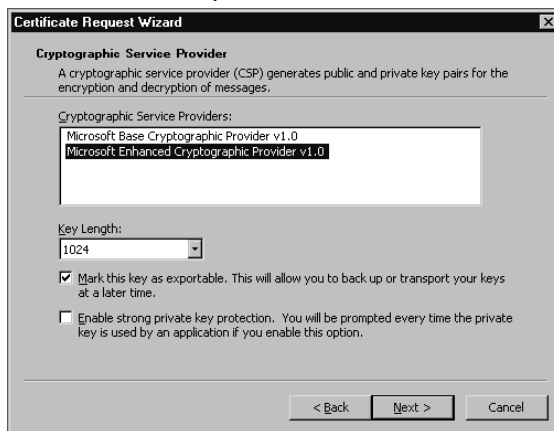 Certificate Request Wizard
Cryptographic Service Provider
A cryptographic service provider (CSP) generates public and private key pairs for the
encryption and decryption of messages.
Cryptographic Service Providers:
Microsoft Base Cryptographic Provider v1.0
Microsoft Enhanced Cryptographic Provider v1.0
Key Length:
1024
Mark this key as exportable. This will allow you to back up or transport your keys
at a later time.
Enable strong private key protection. You will be prompted every time the private
key is used by an application if you enable this option.
< Back Next > Cancel